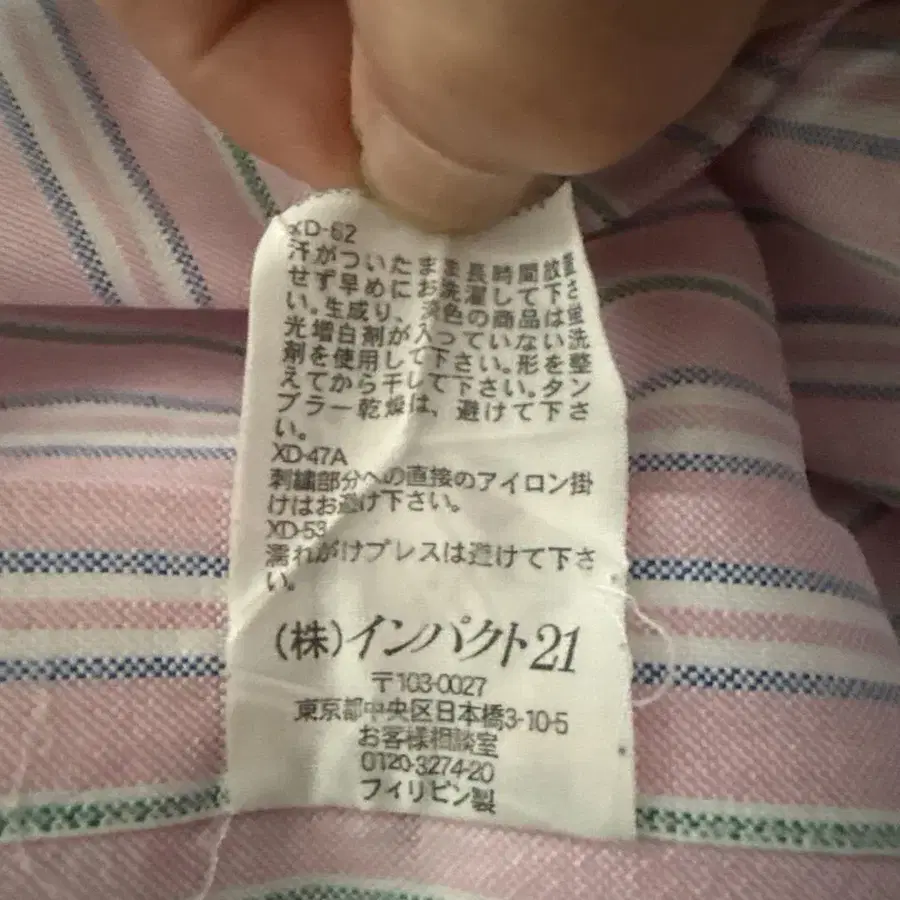 XD-62
汗がついたまま長時間放置
せず早めにお洗濯して下さ
い。生成り、淡色の商品は蛍
光増白剤が入っていない洗
剤を使用して下さい。形を整
えてから干して下さい。タン
ブラー乾燥は、避けて下さ
い。
XD-47A
刺繍部分への直接のアイロン掛
けはお避け下さい。
XD-53
濡れがけプレスは避けて下さ
い。
(株)インパクト21
〒103-0027
東京都中央区日本橋3-10-5
お客様相談室
0120-3274-20
フィリピン製